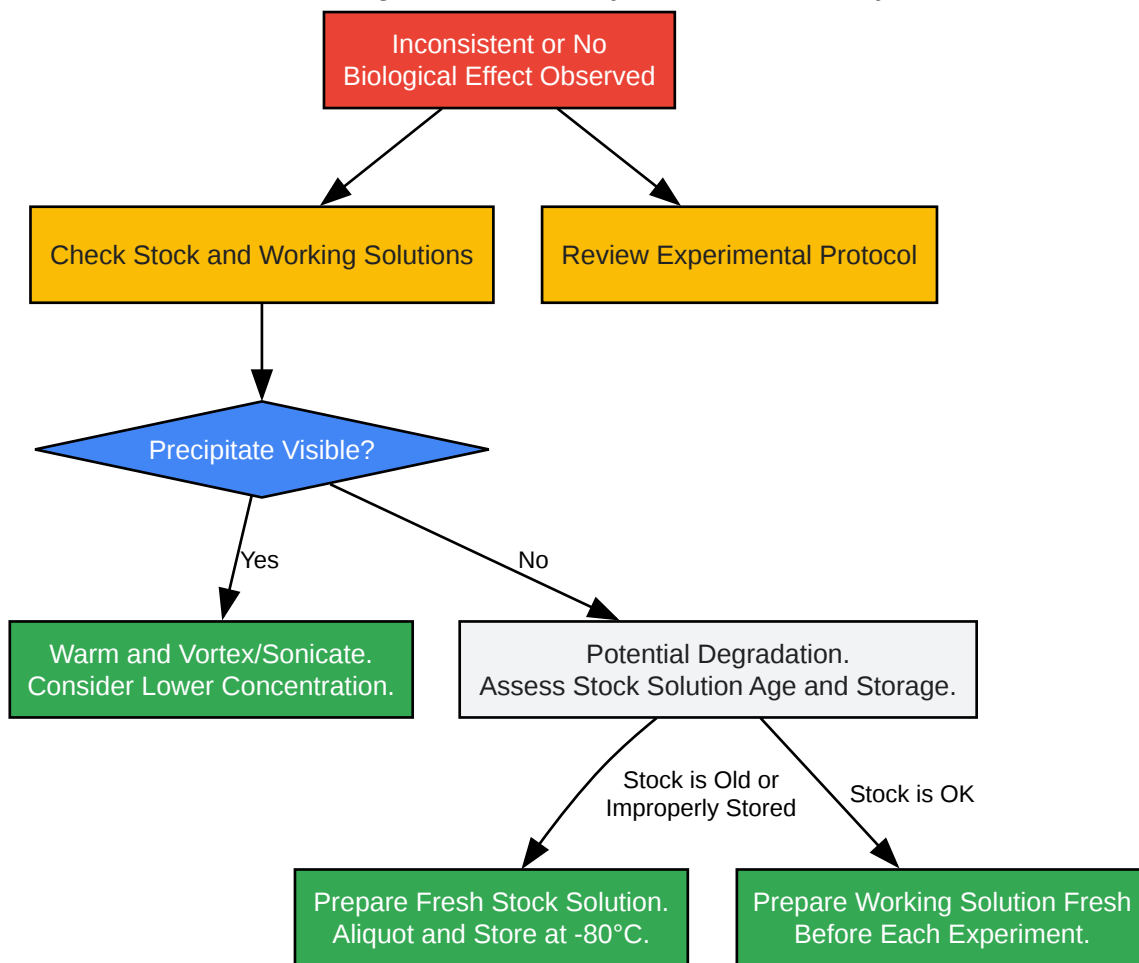 Inconsistent or No
Biological Effect Observed
Check Stock and Working Solutions
Review Experimental Protocol
Precipitate Visible?
Yes
No
Warm and Vortex/Sonicate.
Consider Lower Concentration.
Potential Degradation.
Assess Stock Solution Age and Storage.
Stock is Old or
Improperly Stored
Stock is OK
Prepare Fresh Stock Solution.
Aliquot and Store at -80°C.
Prepare Working Solution Fresh
Before Each Experiment.